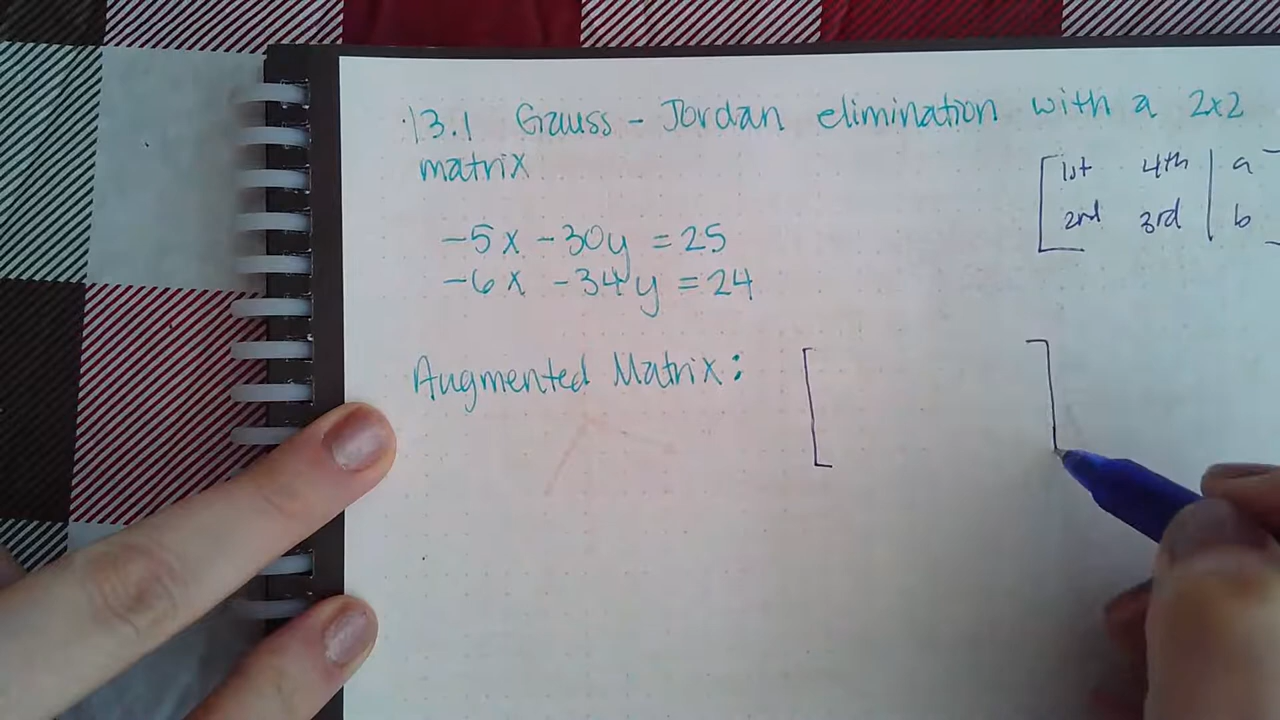 13.1 Gauss-Jordan elimination with a 2x2
matrix
[1st 4th | a
2nd 3rd | b
-5x -30y = 25
-6x -34y = 24
Augmented Matrix: [ ]